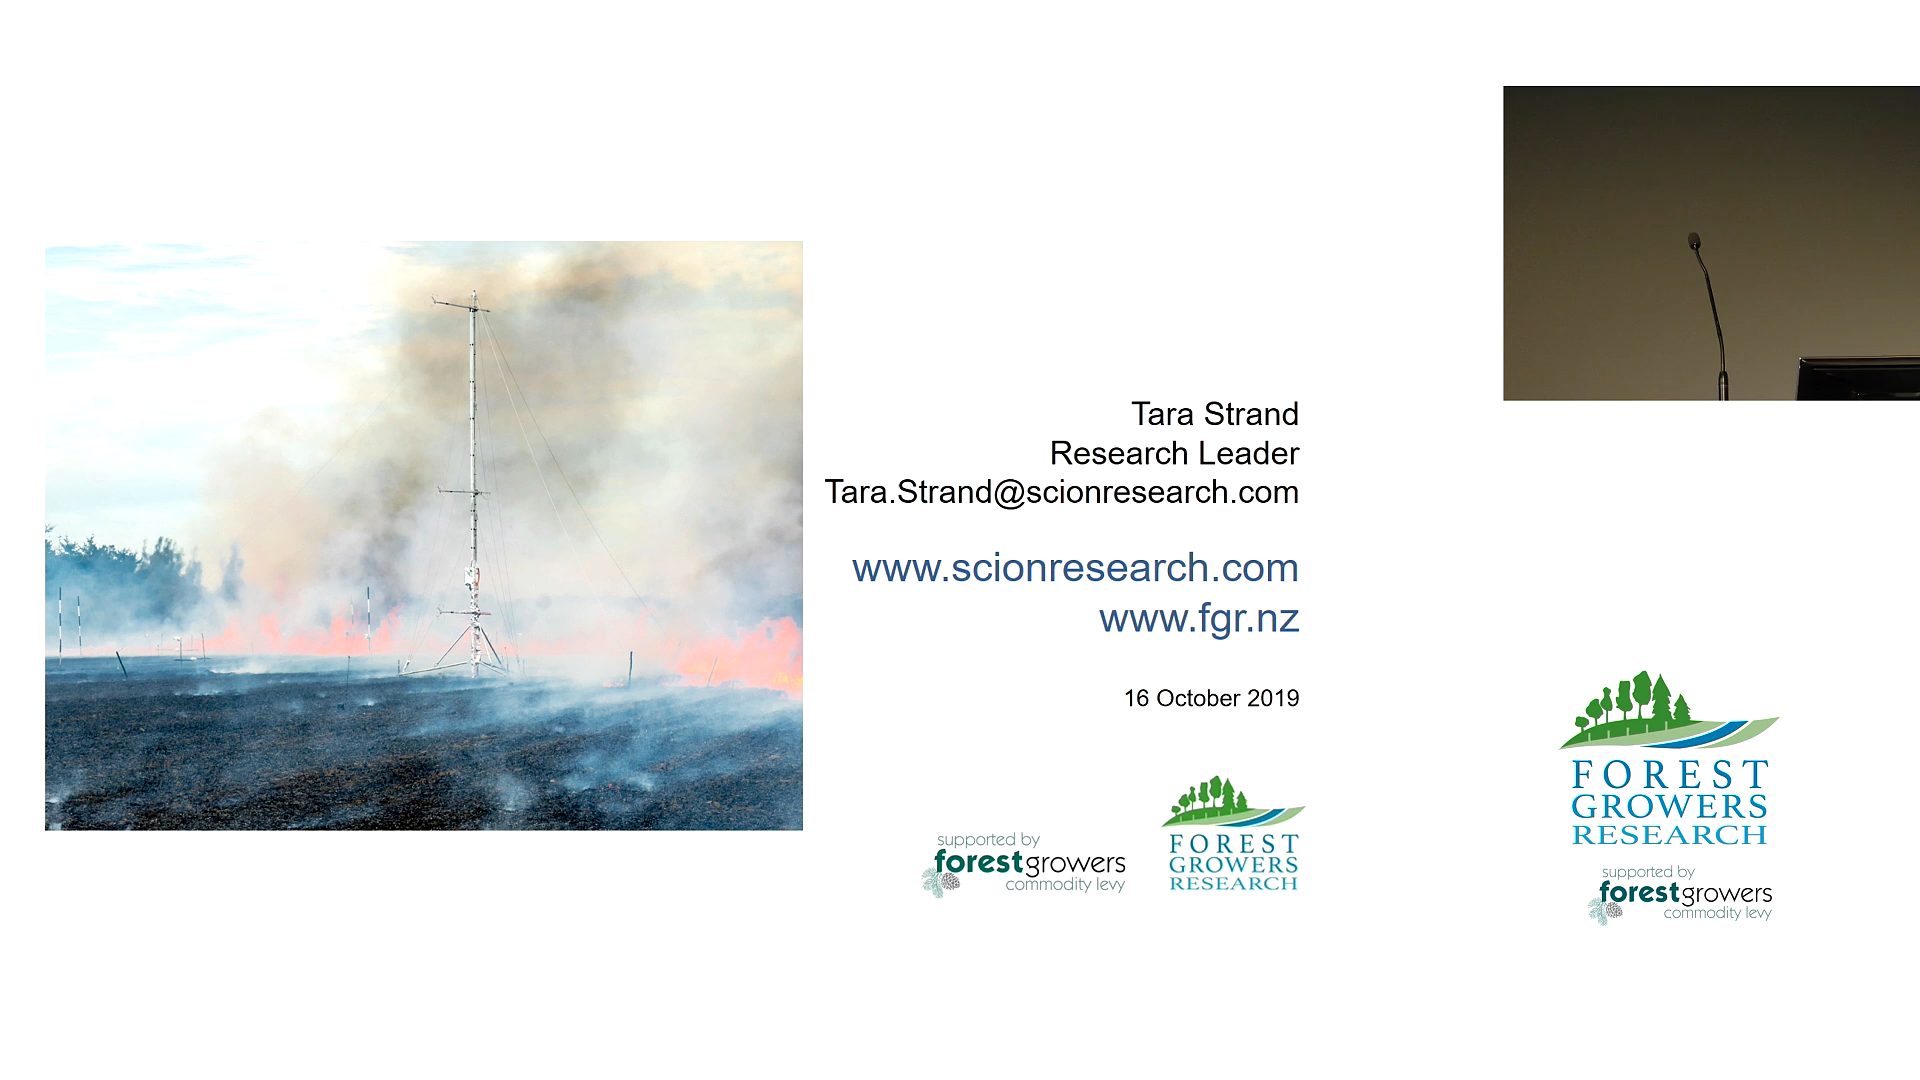 Tara Strand
Research Leader
Tara.Strand@scionresearch.com
www.scionresearch.com
www.fgr.nz
16 October 2019
supported by
forestgrowers
commodity levy
FOREST
GROWERS
RESEARCH
FOREST
GROWERS
RESEARCH
supported by
forestgrowers
commodity levy